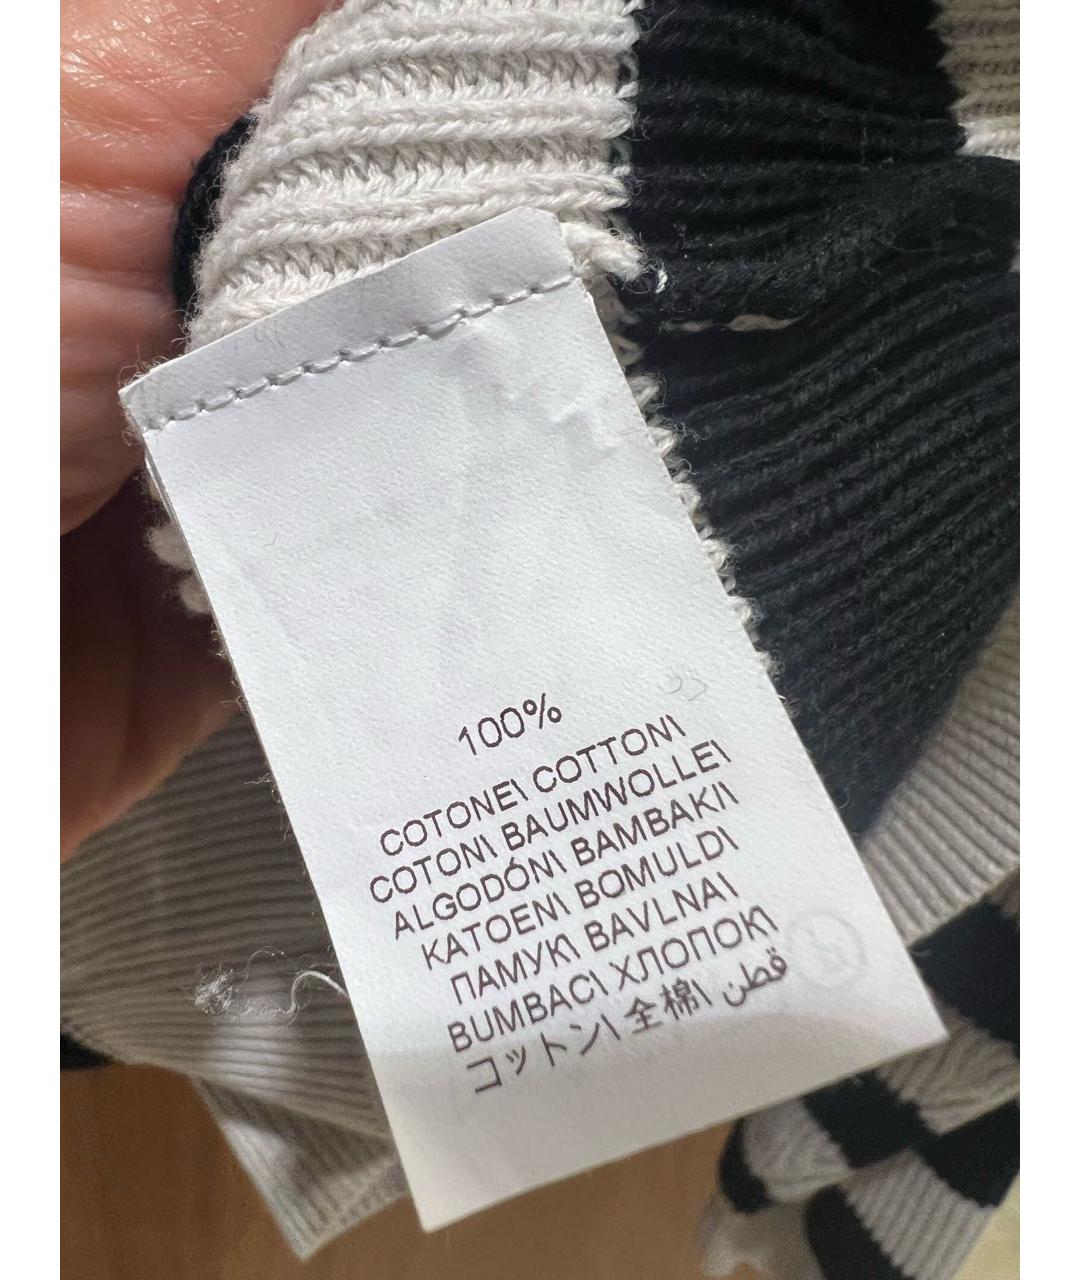 100%
COTONE\ COTTON\
COTON\ BAUMWOLLE\
ALGODÓN\ BAMBAKI\
KATOEN\ BOMULD\
ПАМУК\ BAVLNA\
BUMBAC\ ХЛОПОК\
コットン\ 全棉\ قطن